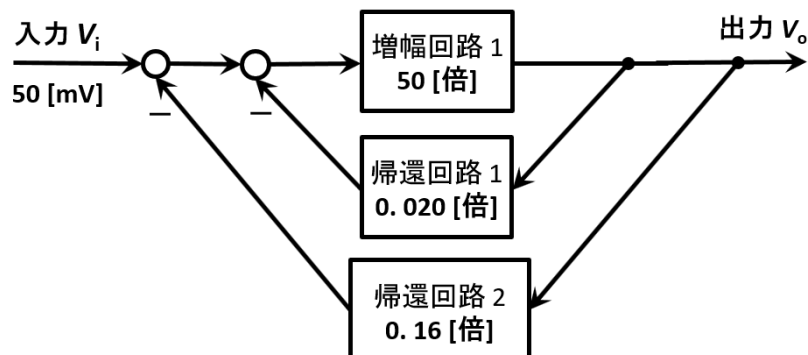 入力 Vi
50 [mV]
増幅回路 1
50 [倍]
出力 Vo
－
－
帰還回路 1
0. 020 [倍]
帰還回路 2
0. 16 [倍]